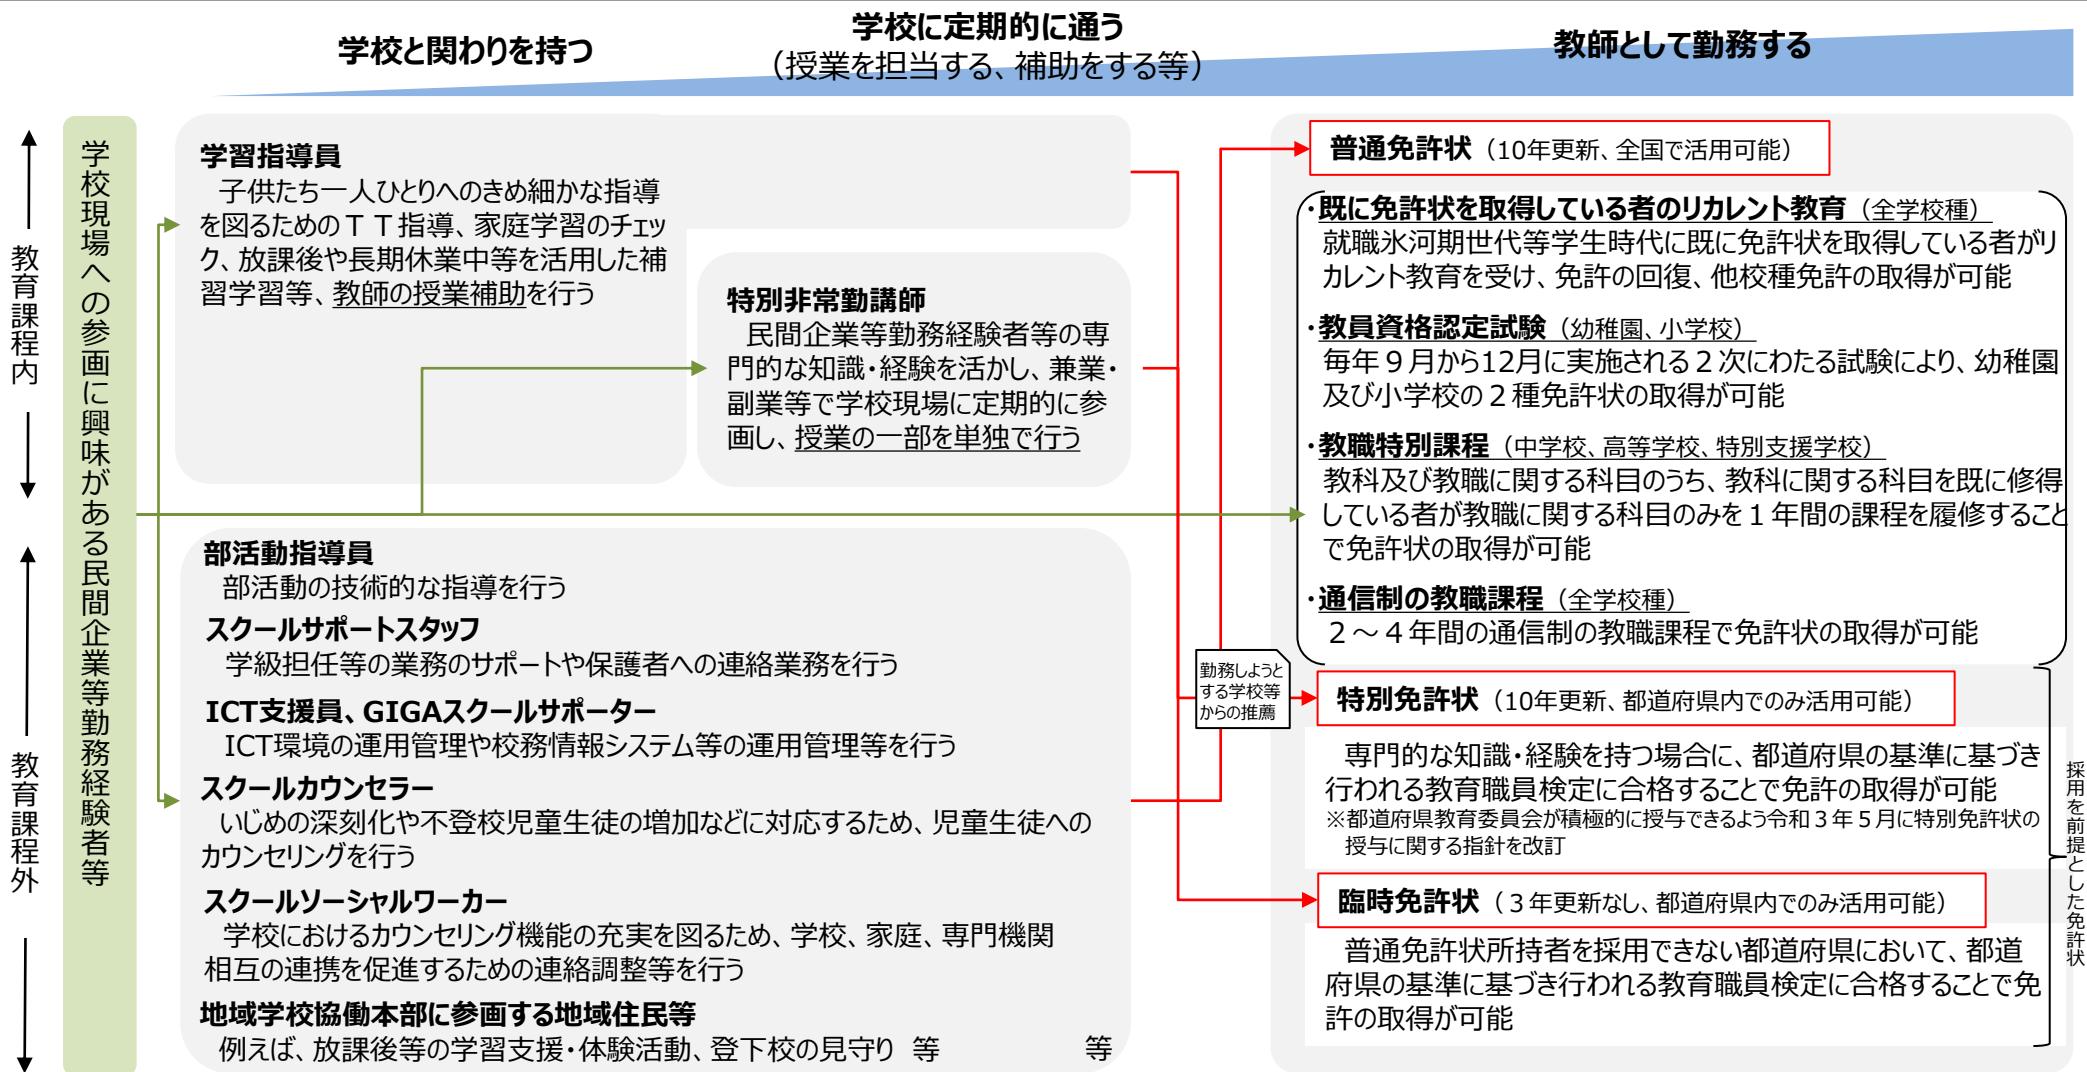 学校と関わりを持つ
学校に定期的に通う
（授業を担当する、補助をする等）
教師として勤務する
教育課程内
教育課程外
学校現場への参画に興味がある民間企業等勤務経験者等
学習指導員
子供たち一人ひとりへのきめ細かな指導
を図るためのＴＴ指導、家庭学習のチェッ
ク、放課後や長期休業中等を活用した補
習学習等、教師の授業補助を行う
特別非常勤講師
民間企業等勤務経験者等の専
門的な知識・経験を活かし、兼業・
副業等で学校現場に定期的に参
画し、授業の一部を単独で行う
部活動指導員
部活動の技術的な指導を行う
スクールサポートスタッフ
学級担任等の業務のサポートや保護者への連絡業務を行う
ICT支援員、GIGAスクールサポーター
ICT環境の運用管理や校務情報システム等の運用管理等を行う
スクールカウンセラー
いじめの深刻化や不登校児童生徒の増加などに対応するため、児童生徒への
カウンセリングを行う
スクールソーシャルワーカー
学校におけるカウンセリング機能の充実を図るため、学校、家庭、専門機関
相互の連携を促進するための連絡調整等を行う
地域学校協働本部に参画する地域住民等
例えば、放課後等の学習支援・体験活動、登下校の見守り 等
等
勤務しようと
する学校等
からの推薦
普通免許状（10年更新、全国で活用可能）
・既に免許状を取得している者のリカレント教育（全学校種）
就職氷河期世代等学生時代に既に免許状を取得している者がリ
カレント教育を受け、免許の回復、他校種免許の取得が可能
・教員資格認定試験（幼稚園、小学校）
毎年９月から12月に実施される２次にわたる試験により、幼稚園
及び小学校の２種免許状の取得が可能
・教職特別課程（中学校、高等学校、特別支援学校）
教科及び教職に関する科目のうち、教科に関する科目を既に修得
している者が教職に関する科目のみを１年間の課程を履修すること
で免許状の取得が可能
・通信制の教職課程（全学校種）
２～４年間の通信制の教職課程で免許状の取得が可能
特別免許状（10年更新、都道府県内でのみ活用可能）
専門的な知識・経験を持つ場合に、都道府県の基準に基づき
行われる教育職員検定に合格することで免許の取得が可能
※都道府県教育委員会が積極的に授与できるよう令和３年５月に特別免許状の
授与に関する指針を改訂
臨時免許状（３年更新なし、都道府県内でのみ活用可能）
普通免許状所持者を採用できない都道府県において、都道
府県の基準に基づき行われる教育職員検定に合格することで免
許の取得が可能
採用を前提とした免許状